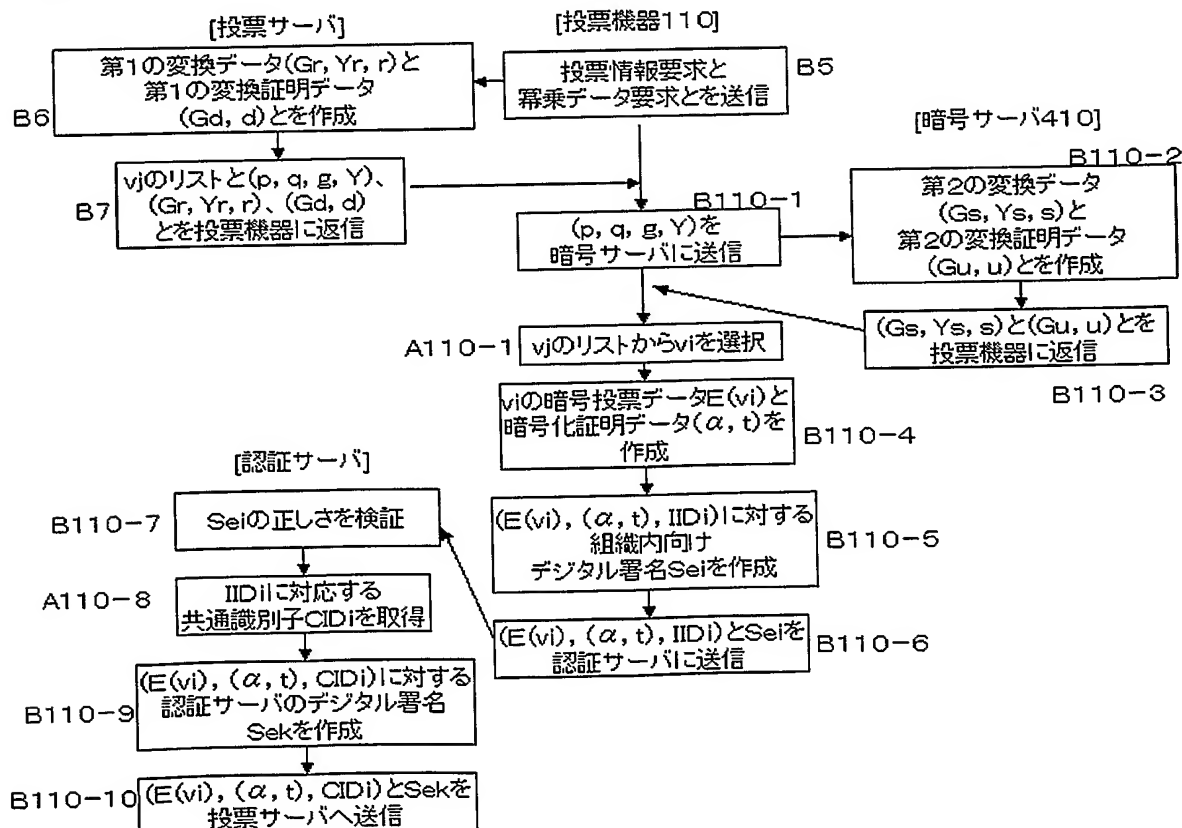 [投票サーバ]
[投票機器110]
第1の変換データ(Gr, Yr, r)と
第1の変換証明データ
(Gd, d)とを作成
B6
投票情報要求と
冪乗データ要求とを送信
B5
[暗号サーバ410]
vjのリストと(p, q, g, Y)、
(Gr, Yr, r)、(Gd, d)
とを投票機器に返信
B7
B110-1
(p, q, g, Y)を
暗号サーバに送信
B110-2
第2の変換データ
(Gs, Ys, s)と
第2の変換証明データ
(Gu, u)とを作成
(Gs, Ys, s)と(Gu, u)とを
投票機器に返信
B110-3
A110-1
vjのリストからviを選択
viの暗号投票データE(vi)と
暗号化証明データ(α, t)を
作成
B110-4
(E(vi), (α, t), IIDi)に対する
組織内向け
デジタル署名Seiを作成
B110-5
(E(vi), (α, t), IIDi)とSeiを
認証サーバに送信
B110-6
[認証サーバ]
B110-7
Seiの正しさを検証
A110-8
IIDiに対応する
共通識別子CIDiを取得
B110-9
(E(vi), (α, t), CIDi)に対する
認証サーバのデジタル署名
Sekを作成
B110-10
(E(vi), (α, t), CIDi)とSekを
投票サーバへ送信